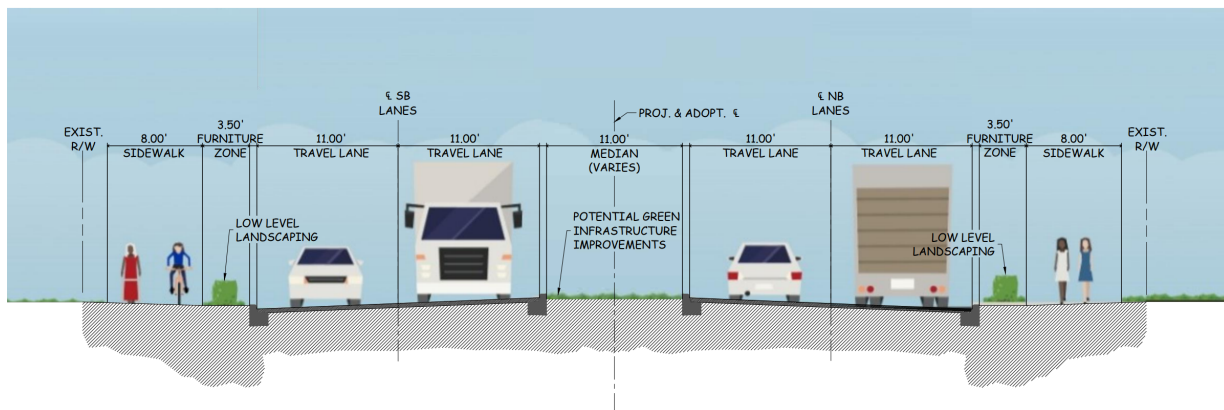 EXIST.
R/W
8.00'
SIDEWALK
3.50'
FURNITURE
ZONE
11.00'
TRAVEL LANE
℄ SB
LANES
11.00'
TRAVEL LANE
11.00'
MEDIAN
(VARIES)
PROJ. & ADOPT. ℄
11.00'
TRAVEL LANE
℄ NB
LANES
11.00'
TRAVEL LANE
3.50'
FURNITURE
ZONE
8.00'
SIDEWALK
EXIST.
R/W
LOW LEVEL
LANDSCAPING
POTENTIAL GREEN
INFRASTRUCTURE
IMPROVEMENTS
LOW LEVEL
LANDSCAPING